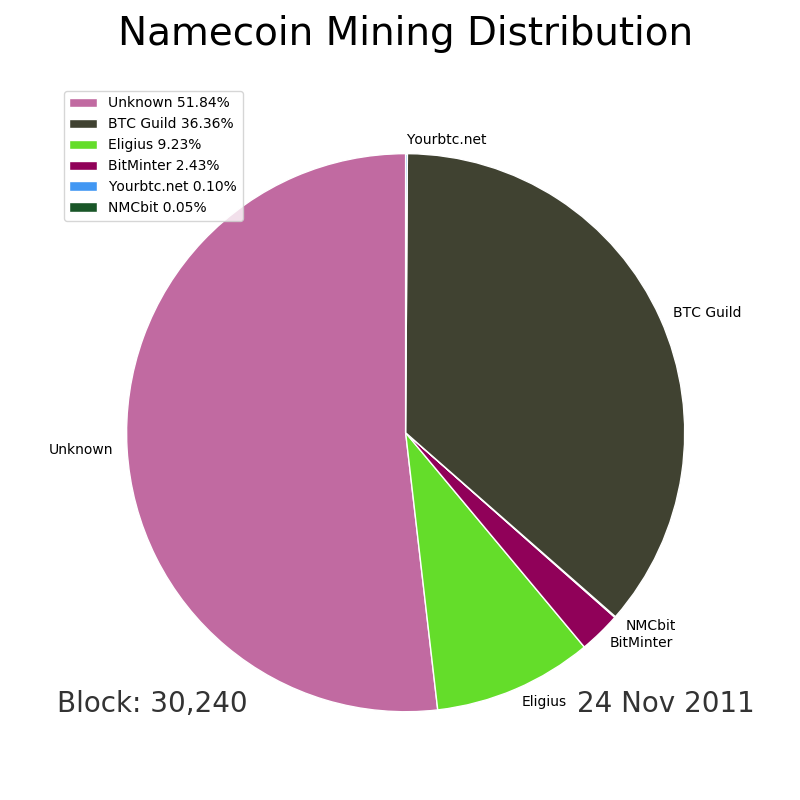 Namecoin Mining Distribution
Unknown 51.84%
BTC Guild 36.36%
Eligius 9.23%
BitMinter 2.43%
Yourbtc.net 0.10%
NMCbit 0.05%
Yourbtc.net
BTC Guild
Unknown
NMCbit
BitMinter
Eligius
Block: 30,240
24 Nov 2011